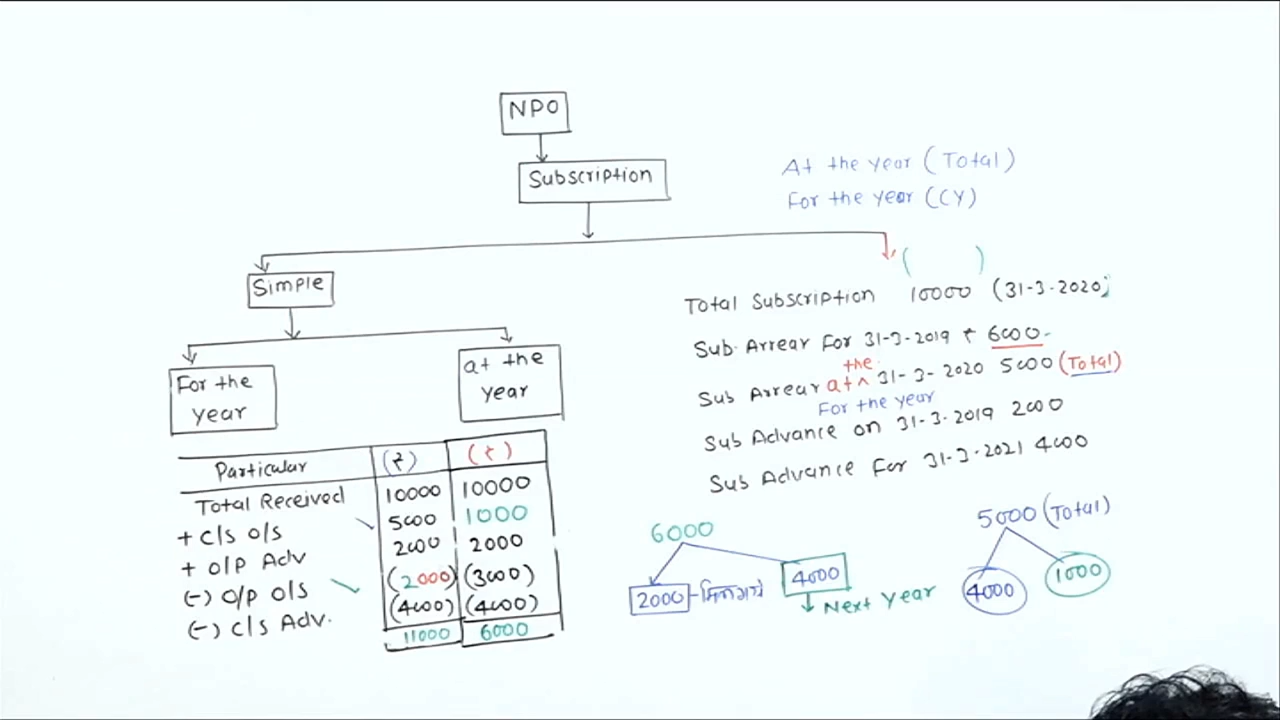 NPO
Subscription
At the year (Total)
For the year (CY)
Simple
For the
year
at the
year
Particular (₹) (₹)
Total Received 10000 10000
+ c/s o/s 5000 1000
+ o/p Adv 2000 2000
(-) o/p o/s (2000) (3000)
(-) c/s Adv. (4000) (4000)
11000 6000
( )
Total Subscription 10000 (31-3-2020)
Sub. Arrear for 31-3-2019 ₹ 6000
the
Sub Arrear at ^ 31-3-2020 5000 (Total)
For the year
Sub Advance on 31-3-2019 2000
Sub Advance for 31-3-2021 4000
6000
2000 - मिल गये
4000
Next year
5000 (Total)
4000 1000